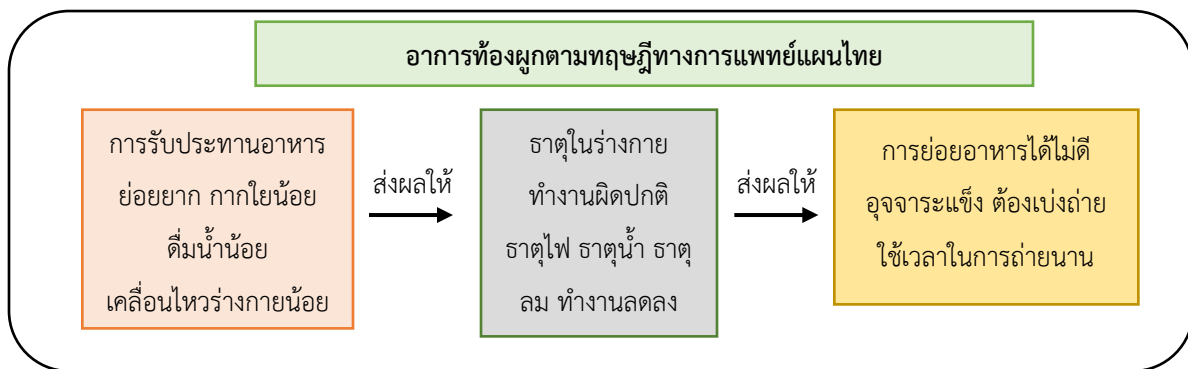 อาการท้องผูกตามทฤษฎีทางการแพทย์แผนไทย
การรับประทานอาหาร
ย่อยยาก กากใยน้อย
ดื่มน้ำน้อย
เคลื่อนไหวร่างกายน้อย
ส่งผลให้
ธาตุในร่างกาย
ทำงานผิดปกติ
ธาตุไฟ ธาตุน้ำ ธาตุ
ลม ทำงานลดลง
ส่งผลให้
การย่อยอาหารได้ไม่ดี
อุจจาระแข็ง ต้องเบ่งถ่าย
ใช้เวลาในการถ่ายนาน